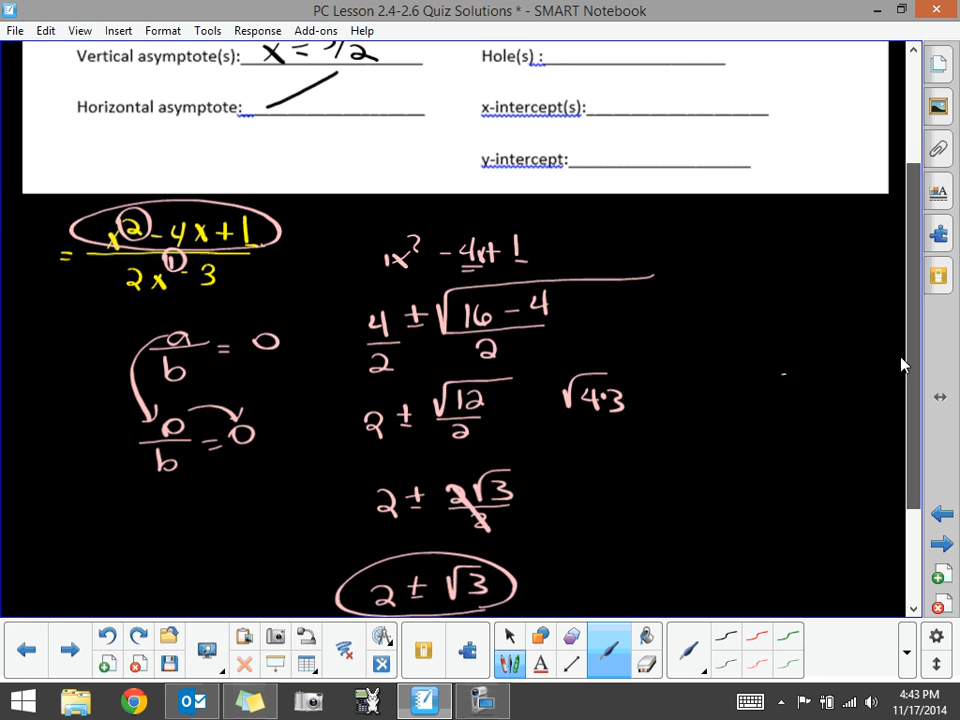 PC Lesson 2.4-2.6 Quiz Solutions * - SMART Notebook
File Edit View Insert Format Tools Response Add-ons Help
Vertical asymptote(s): x = 3/2
Hole(s) :
Horizontal asymptote:
x-intercept(s):
y-intercept:
= x² - 4x + 1 / 2x¹ - 3
a/b = 0
0/b = 0
1x² - 4x + 1
4/2 ± √16 - 4 / 2
2 ± √12 / 2
√4·3
2 ± 2√3 / 2
2 ± √3
4:43 PM
11/17/2014